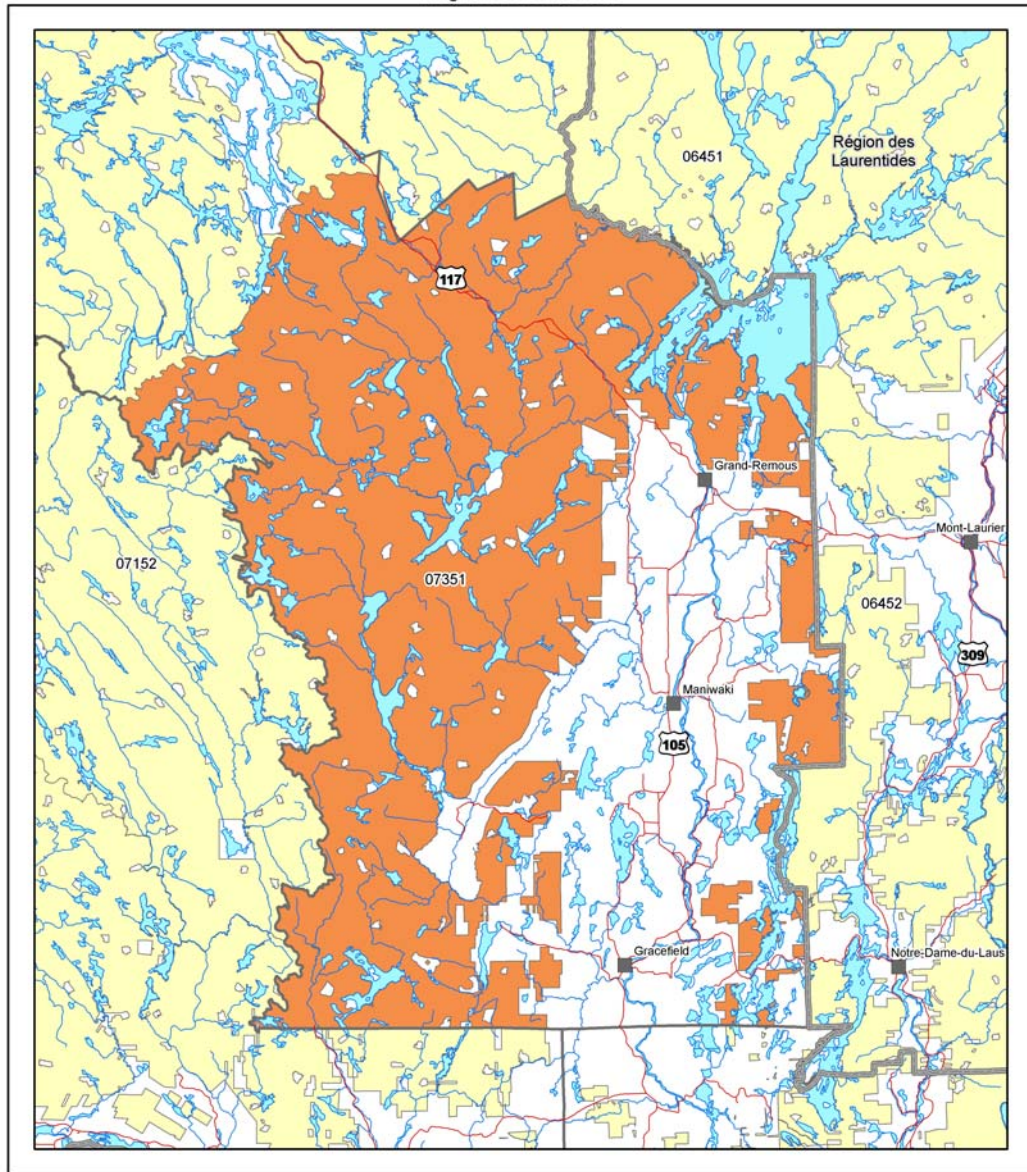 06451
Région des
Laurentides
117
Grand-Remous
Mont-Laurier
07152
07351
06452
309
Maniwaki
105
Gracefield
Notre-Dame-du-Laus